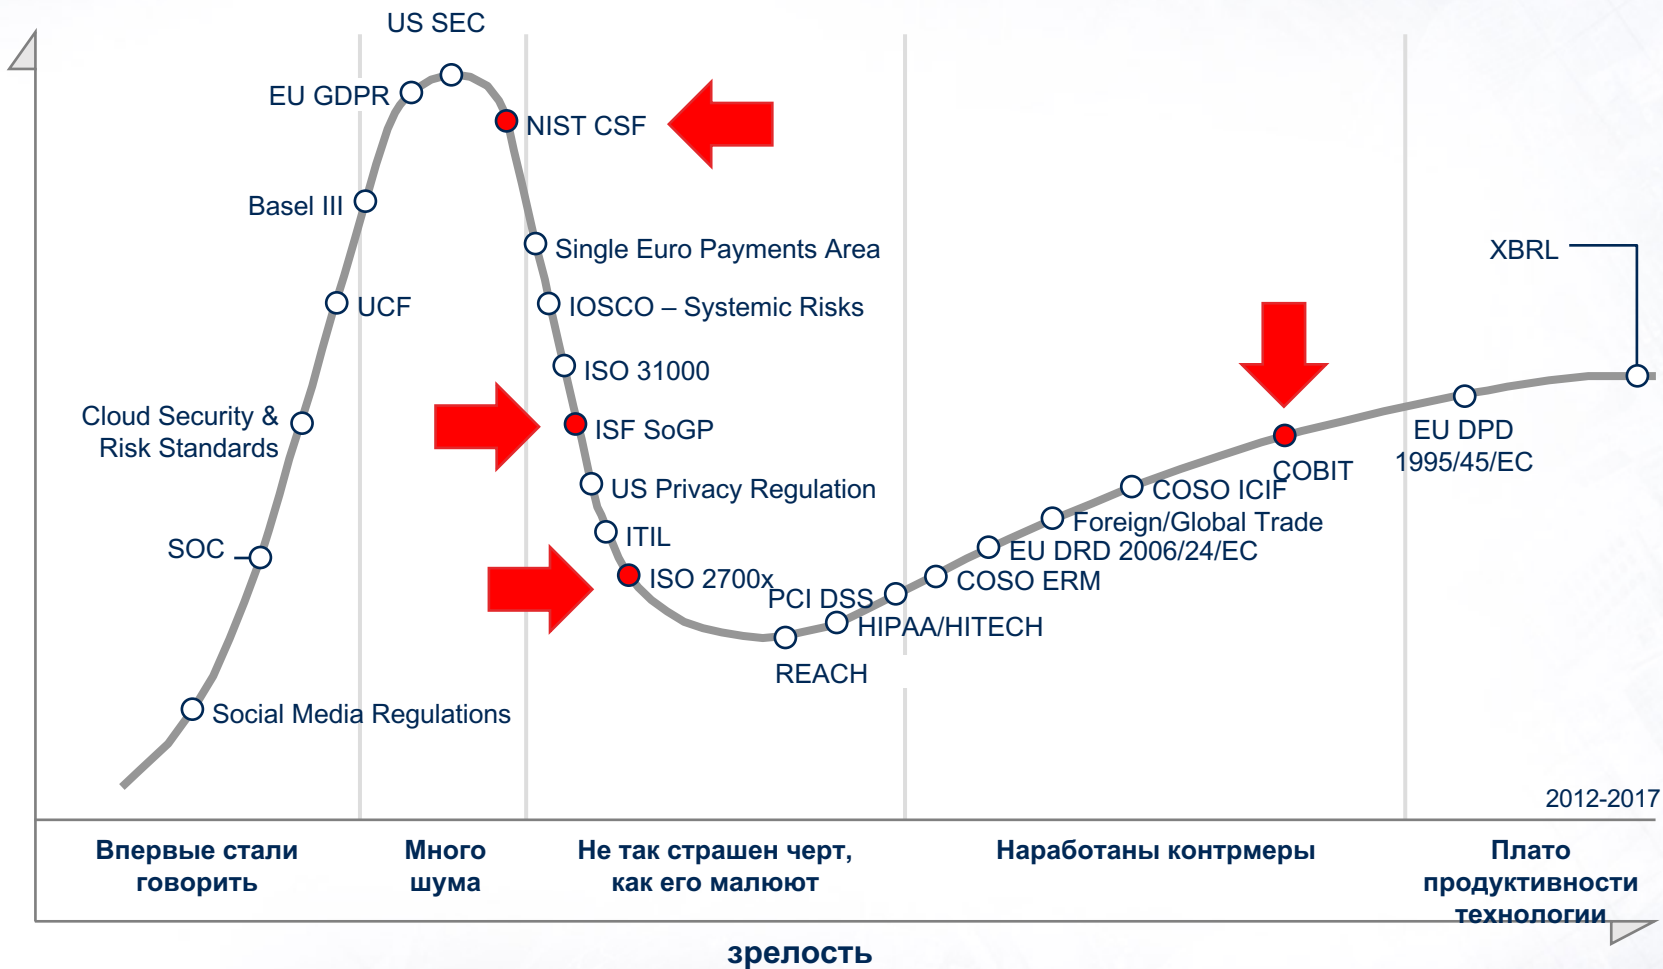 US SEC
EU GDPR
NIST CSF
Basel III
Single Euro Payments Area
XBRL
UCF
IOSCO – Systemic Risks
ISO 31000
Cloud Security &
Risk Standards
ISF SoGP
EU DPD
1995/45/EC
COBIT
US Privacy Regulation
COSO ICIF
Foreign/Global Trade
ITIL
SOC
EU DRD 2006/24/EC
ISO 2700x
COSO ERM
PCI DSS
HIPAA/HITECH
REACH
Social Media Regulations
2012-2017
Впервые стали
говорить
Много
шума
Не так страшен черт,
как его малюют
Наработаны контрмеры
Плато
продуктивности
технологии
зрелость